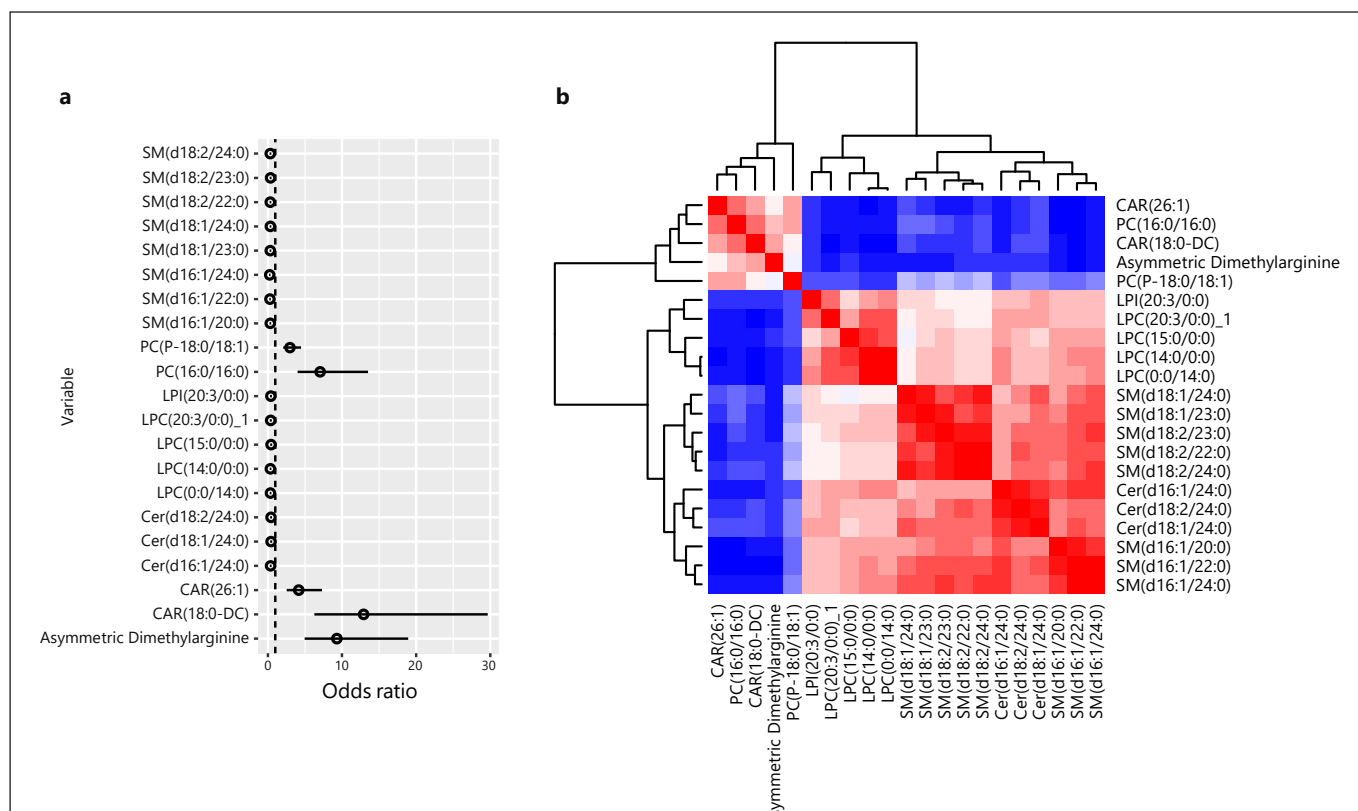 a
SM(d18:2/24:0)
SM(d18:2/23:0)
SM(d18:2/22:0)
SM(d18:1/24:0)
SM(d18:1/23:0)
SM(d16:1/24:0)
SM(d16:1/22:0)
SM(d16:1/20:0)
PC(P-18:0/18:1)
PC(16:0/16:0)
LPI(20:3/0:0)
LPC(20:3/0:0)_1
LPC(15:0/0:0)
LPC(14:0/0:0)
LPC(0:0/14:0)
Cer(d18:2/24:0)
Cer(d18:1/24:0)
Cer(d16:1/24:0)
CAR(26:1)
CAR(18:0-DC)
Asymmetric Dimethylarginine
Variable
0 10 20 30
Odds ratio
b
CAR(26:1)
PC(16:0/16:0)
CAR(18:0-DC)
Asymmetric Dimethylarginine
PC(P-18:0/18:1)
LPI(20:3/0:0)
LPC(20:3/0:0)_1
LPC(15:0/0:0)
LPC(14:0/0:0)
LPC(0:0/14:0)
SM(d18:1/24:0)
SM(d18:1/23:0)
SM(d18:2/23:0)
SM(d18:2/22:0)
SM(d18:2/24:0)
Cer(d16:1/24:0)
Cer(d18:2/24:0)
Cer(d18:1/24:0)
SM(d16:1/20:0)
SM(d16:1/22:0)
SM(d16:1/24:0)
CAR(26:1)
PC(16:0/16:0)
CAR(18:0-DC)
symmetric Dimethylarginine
PC(P-18:0/18:1)
LPI(20:3/0:0)
LPC(20:3/0:0)_1
LPC(15:0/0:0)
LPC(14:0/0:0)
LPC(0:0/14:0)
SM(d18:1/24:0)
SM(d18:1/23:0)
SM(d18:2/23:0)
SM(d18:2/22:0)
SM(d18:2/24:0)
Cer(d16:1/24:0)
Cer(d18:2/24:0)
Cer(d18:1/24:0)
SM(d16:1/20:0)
SM(d16:1/22:0)
SM(d16:1/24:0)